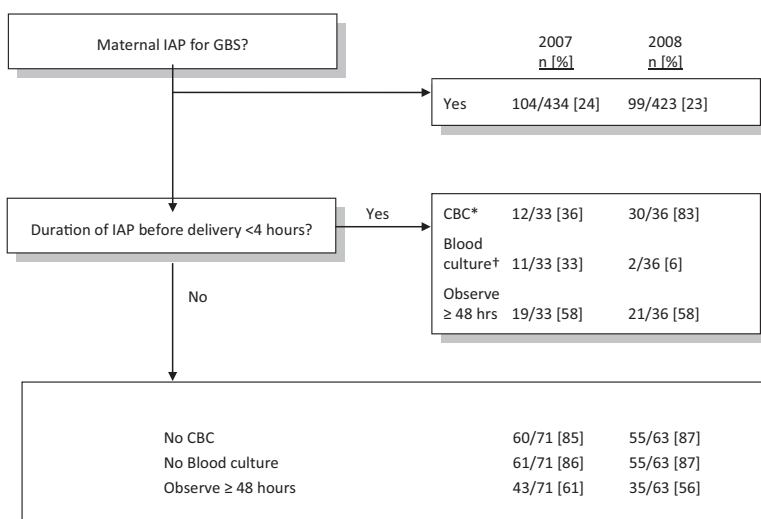 Maternal IAP for GBS?
2007 2008
n [%] n [%]
Yes 104/434 [24] 99/423 [23]
Duration of IAP before delivery <4 hours?
Yes
CBC* 12/33 [36] 30/36 [83]
Blood
culture† 11/33 [33] 2/36 [6]
Observe
≥ 48 hrs 19/33 [58] 21/36 [58]
No
No CBC 60/71 [85] 55/63 [87]
No Blood culture 61/71 [86] 55/63 [87]
Observe ≥ 48 hours 43/71 [61] 35/63 [56]